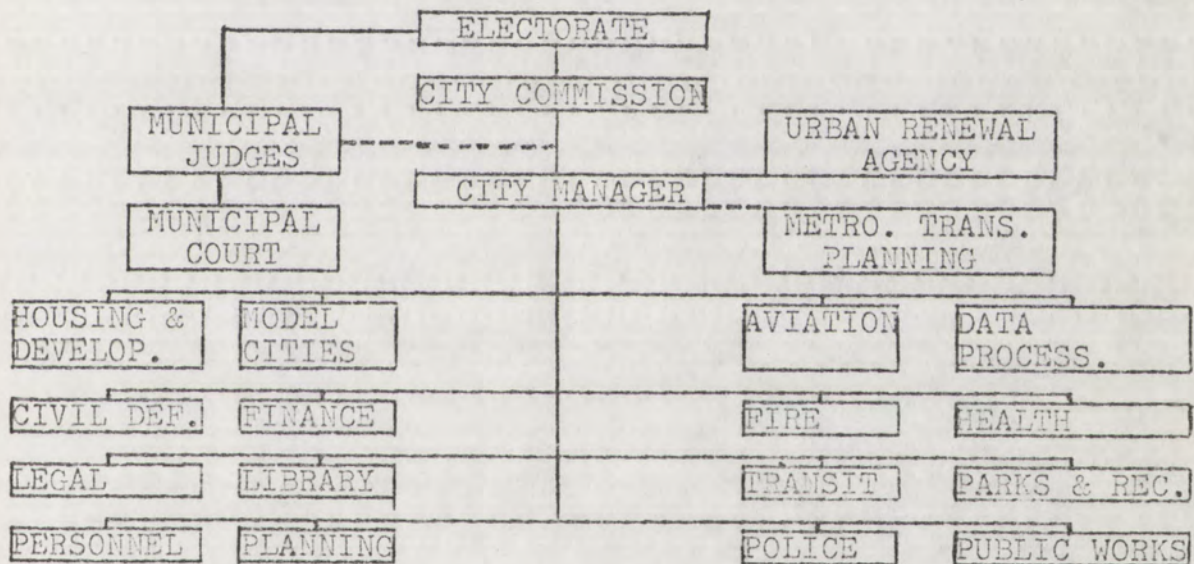 ELECTORATE
CITY COMMISSION
MUNICIPAL
JUDGES
URBAN RENEWAL
AGENCY
CITY MANAGER
MUNICIPAL
COURT
METRO. TRANS.
PLANNING
HOUSING &
DEVELOP.
MODEL
CITIES
AVIATION
DATA
PROCESS.
CIVIL DEF.
FINANCE
FIRE
HEALTH
LEGAL
LIBRARY
TRANSIT
PARKS & REC.
PERSONNEL
PLANNING
POLICE
PUBLIC WORKS